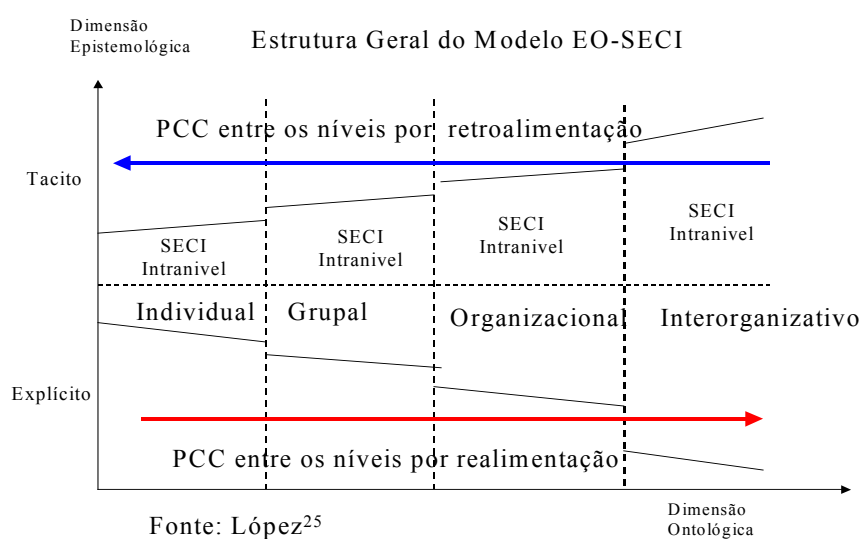 Dimensão
Epistemológica
Estrutura Geral do Modelo EO-SECI
PCC entre os níveis por retroalimentação
Tacito
SECI
Intranivel
SECI
Intranivel
SECI
Intranivel
SECI
Intranivel
Individual
Grupal
Organizacional
Interorganizativo
Explícito
PCC entre os níveis por realimentação
Dimensão
Ontológica
Fonte: López25